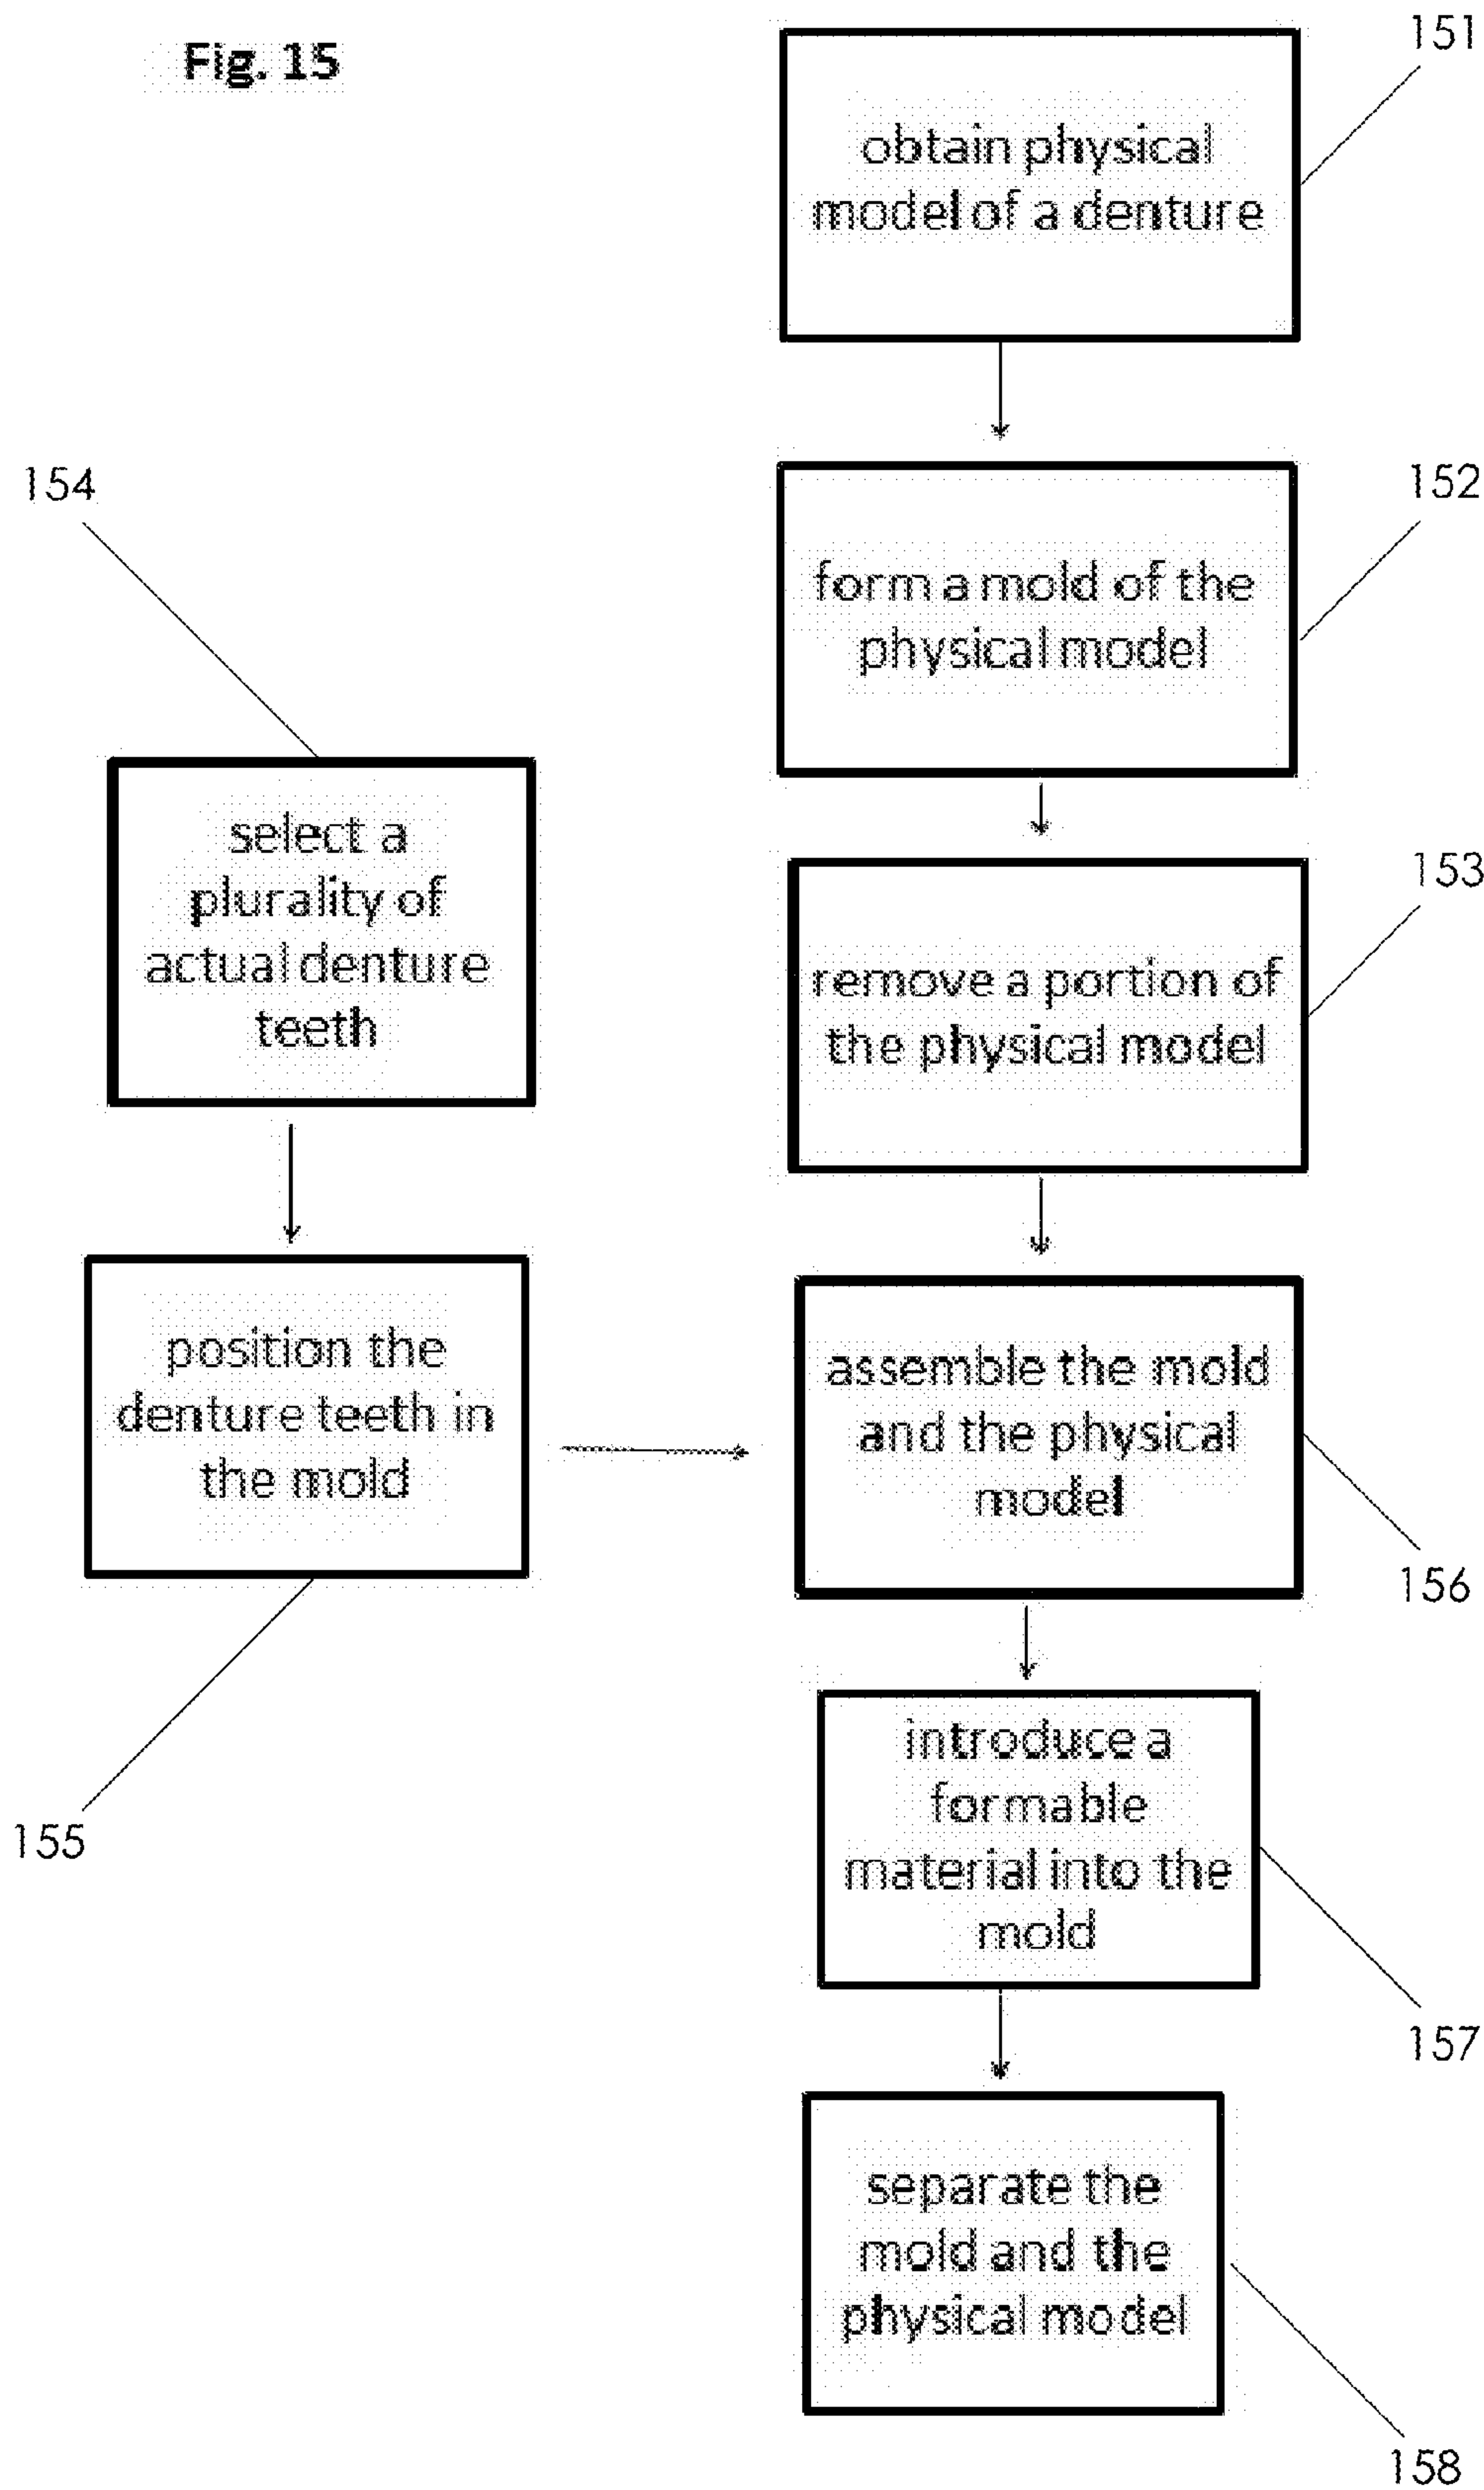 Fig. 15
151
obtain physical
model of a denture
152
form a mold of the
physical model
153
remove a portion of
the physical model
154
select a
plurality of
actual denture
teeth
155
position the
denture teeth in
the mold
156
assemble the mold
and the physical
model
157
introduce a
formable
material into the
mold
158
separate the
mold and the
physical model